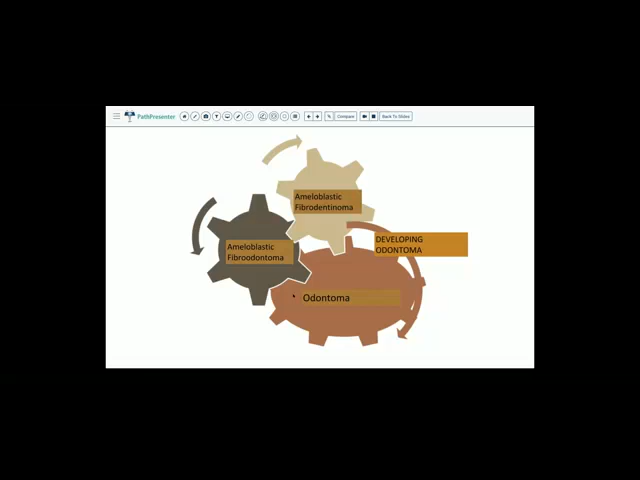 PathPresenter
Compare
Back To Slides
Ameloblastic
Fibrodentinoma
DEVELOPING
ODONTOMA
Ameloblastic
Fibroodontoma
Odontoma